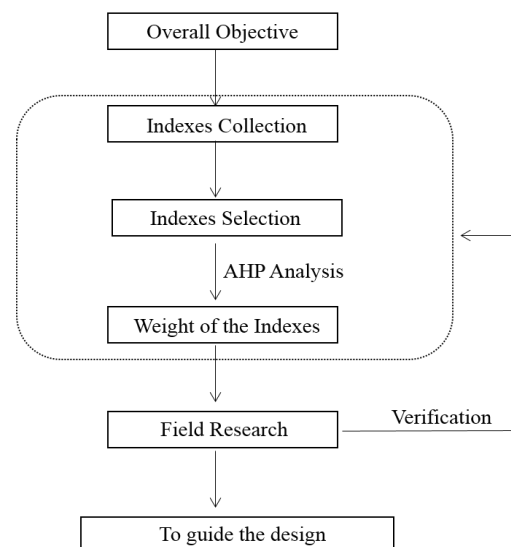 Overall Objective
Indexes Collection
Indexes Selection
AHP Analysis
Weight of the Indexes
Field Research
Verification
To guide the design